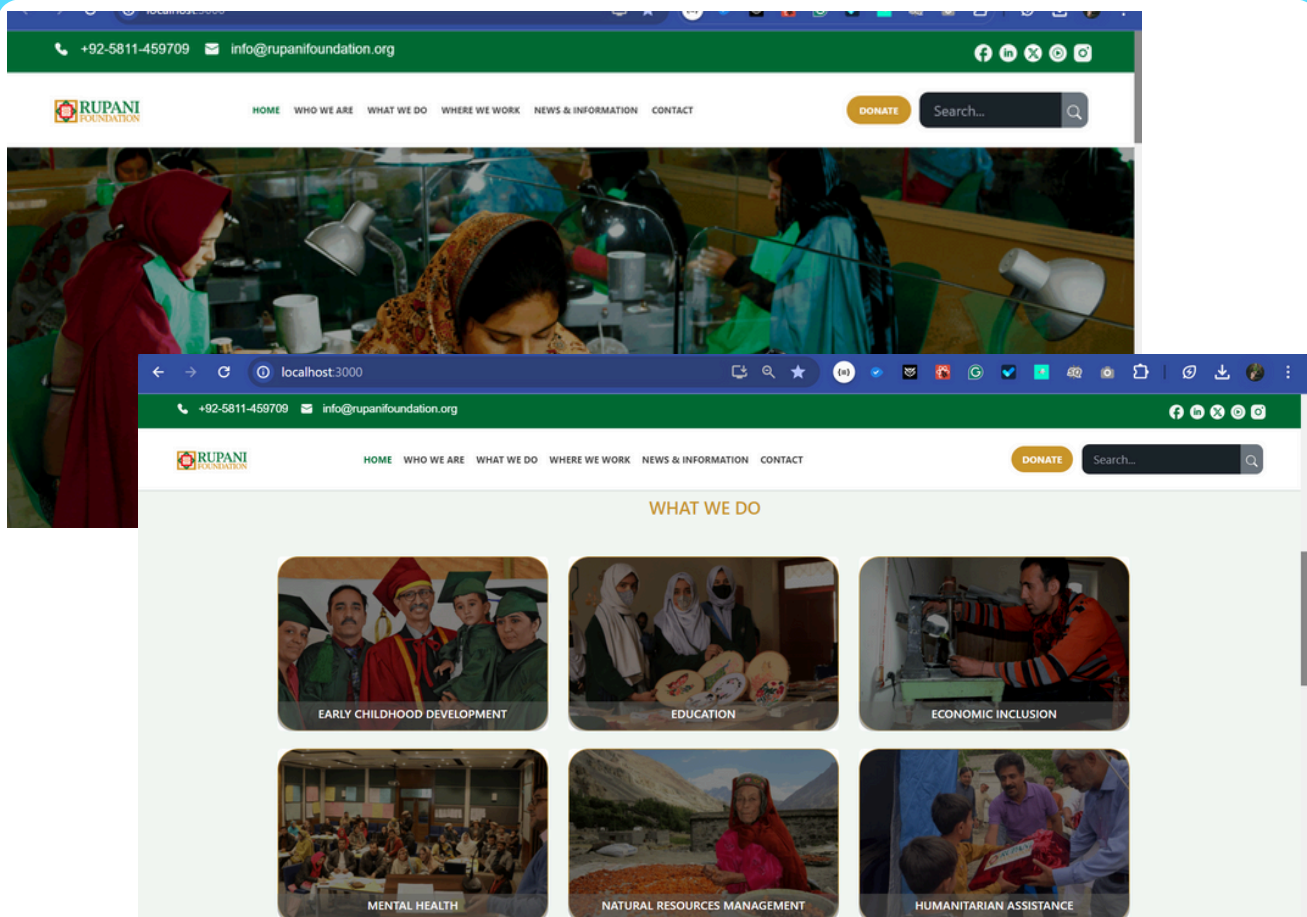 localhost:3000
+92-5811-459709 info@rupanifoundation.org
RUPANI
FOUNDATION
HOME WHO WE ARE WHAT WE DO WHERE WE WORK NEWS & INFORMATION CONTACT DONATE Search...
localhost:3000
+92-5811-459709 info@rupanifoundation.org
RUPANI
FOUNDATION
HOME WHO WE ARE WHAT WE DO WHERE WE WORK NEWS & INFORMATION CONTACT DONATE Search...
WHAT WE DO
EARLY CHILDHOOD DEVELOPMENT EDUCATION ECONOMIC INCLUSION
MENTAL HEALTH NATURAL RESOURCES MANAGEMENT HUMANITARIAN ASSISTANCE